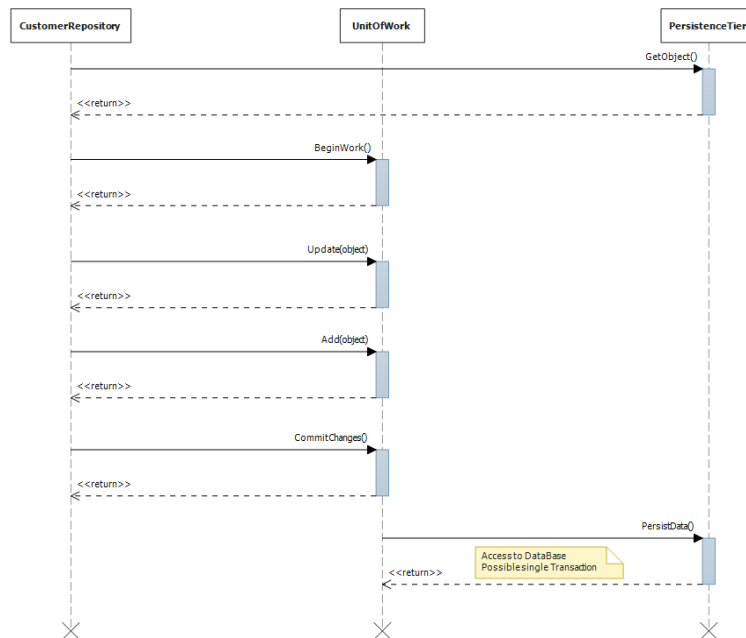 CustomerRepository
UnitOfWork
PersistenceTier
GetObject()
<<return>>
BeginWork()
<<return>>
Update(object)
<<return>>
Add(object)
<<return>>
CommitChanges()
<<return>>
PersistData()
Access to DataBase
Possible single Transaction
<<return>>